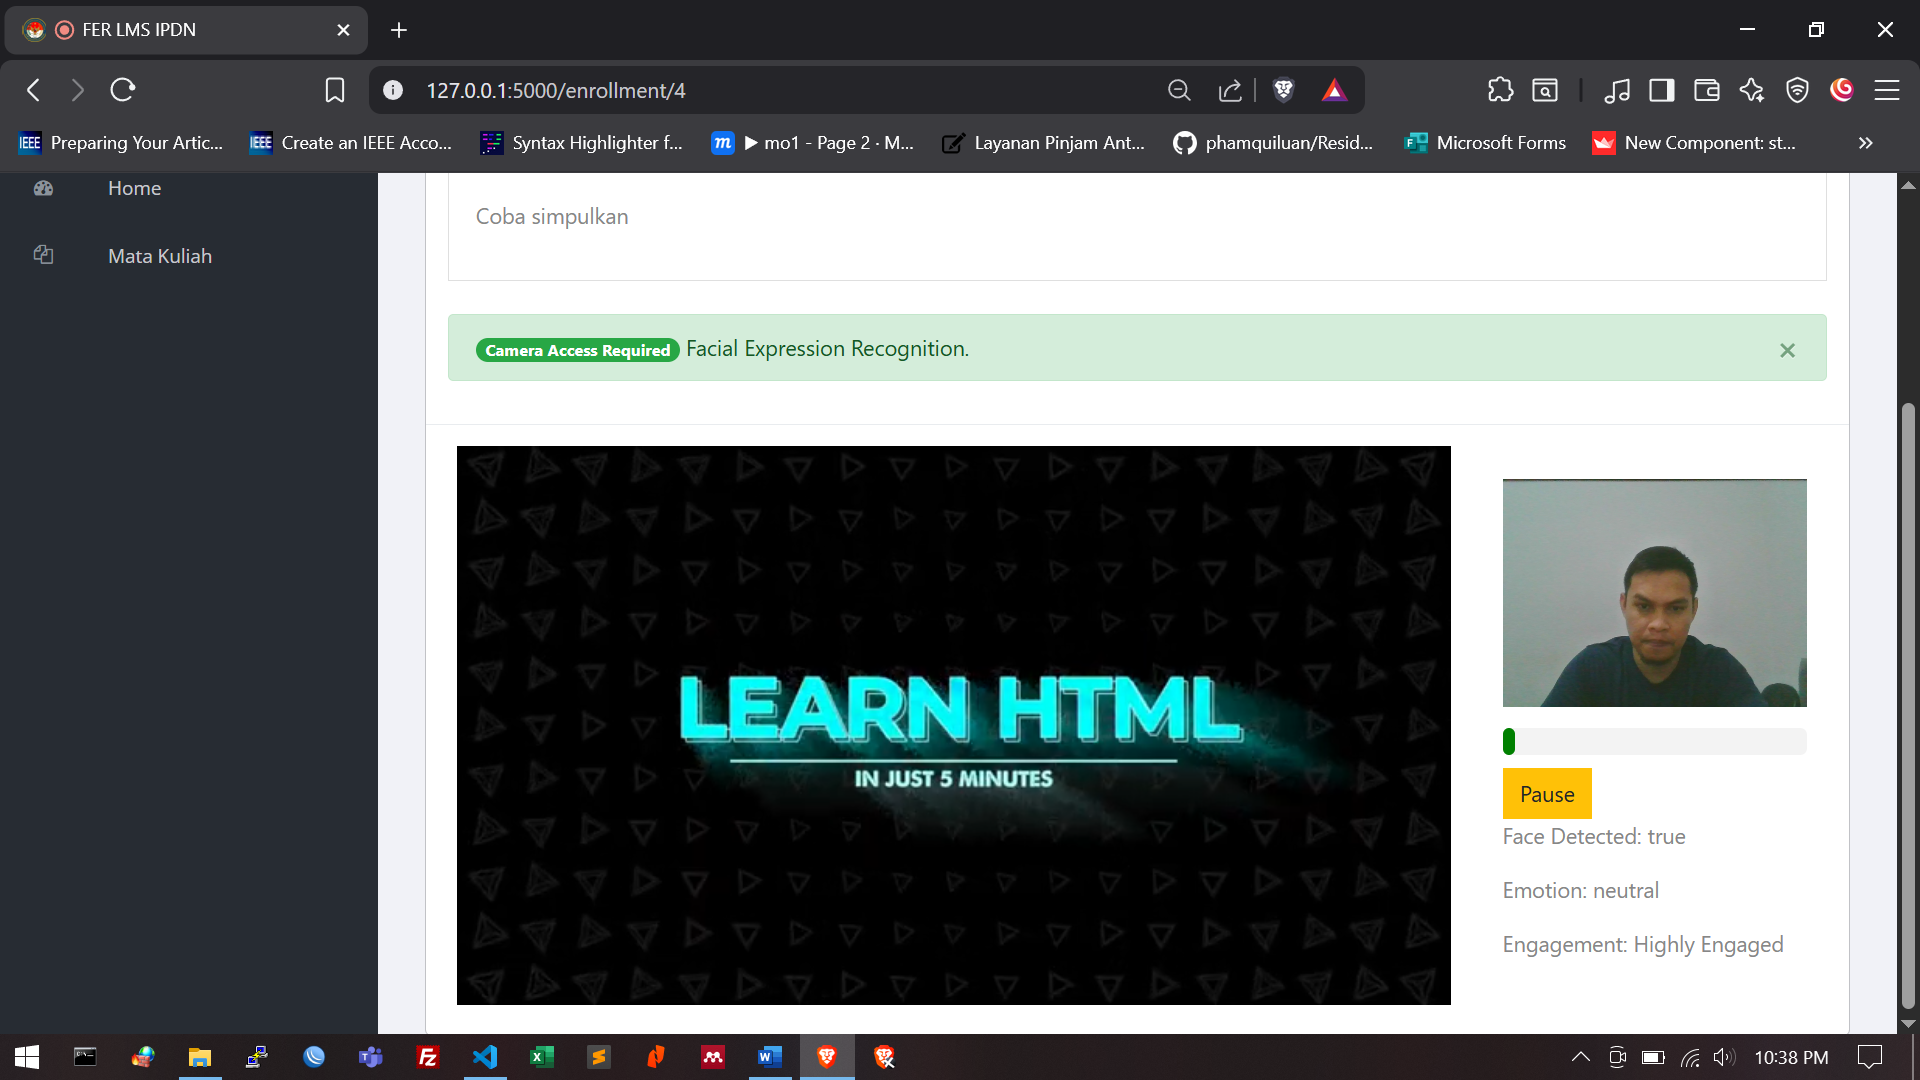 FER LMS IPDN
127.0.0.1:5000/enrollment/4
IEEE Preparing Your Artic...
IEEE Create an IEEE Acco...
Syntax Highlighter f...
m ▶ mo1 - Page 2 · M...
Layanan Pinjam Ant...
phamquiluan/Resid...
Microsoft Forms
New Component: st...
»
Home
Mata Kuliah
Coba simpulkan
Camera Access Required Facial Expression Recognition. ×
LEARN HTML
IN JUST 5 MINUTES
Pause
Face Detected: true
Emotion: neutral
Engagement: Highly Engaged
10:38 PM